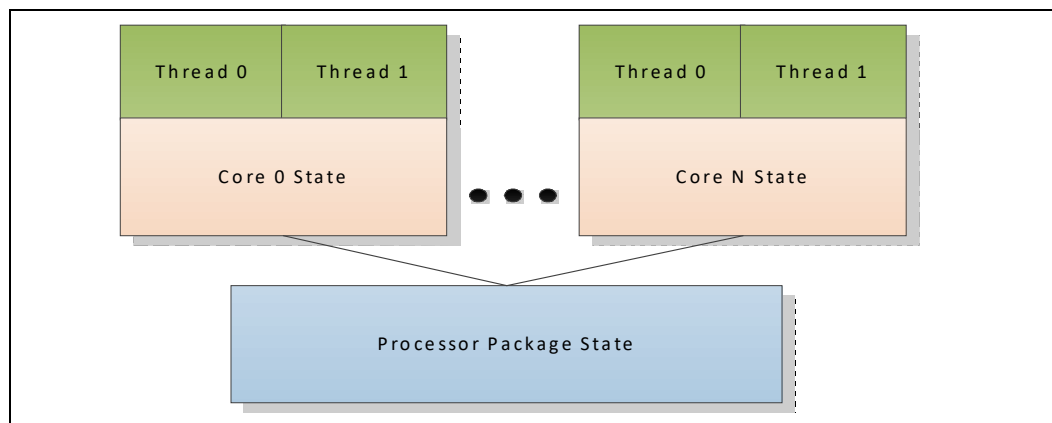 Thread 0
Thread 1
Thread 0
Thread 1
Core 0 State
Core N State
Processor Package State